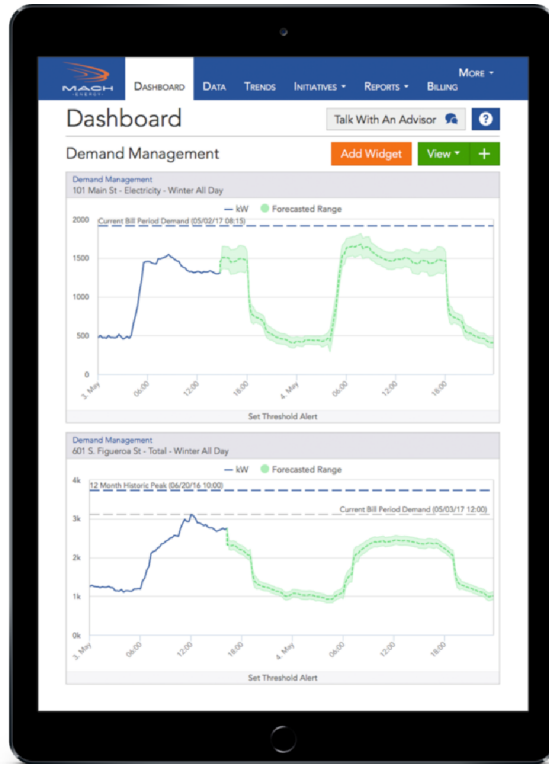 MACH
ENERGY
DASHBOARD
DATA
TRENDS
INITIATIVES
REPORTS
MORE
BILLING
Dashboard
Talk With An Advisor
?
Demand Management
Add Widget
View
+
Demand Management
101 Main St - Electricity - Winter All Day
kW
Forecasted Range
2000
Current Bill Period Demand (05/02/17 08:15)
1500
1000
500
0
3. May
06:00
12:00
18:00
4. May
06:00
12:00
18:00
Set Threshold Alert
Demand Management
601 S. Figueroa St - Total - Winter All Day
kW
Forecasted Range
4k
12 Month Historic Peak (06/20/16 10:00)
Current Bill Period Demand (05/03/17 12:00)
3k
2k
1k
0k
3. May
06:00
12:00
18:00
4. May
06:00
12:00
18:00
Set Threshold Alert